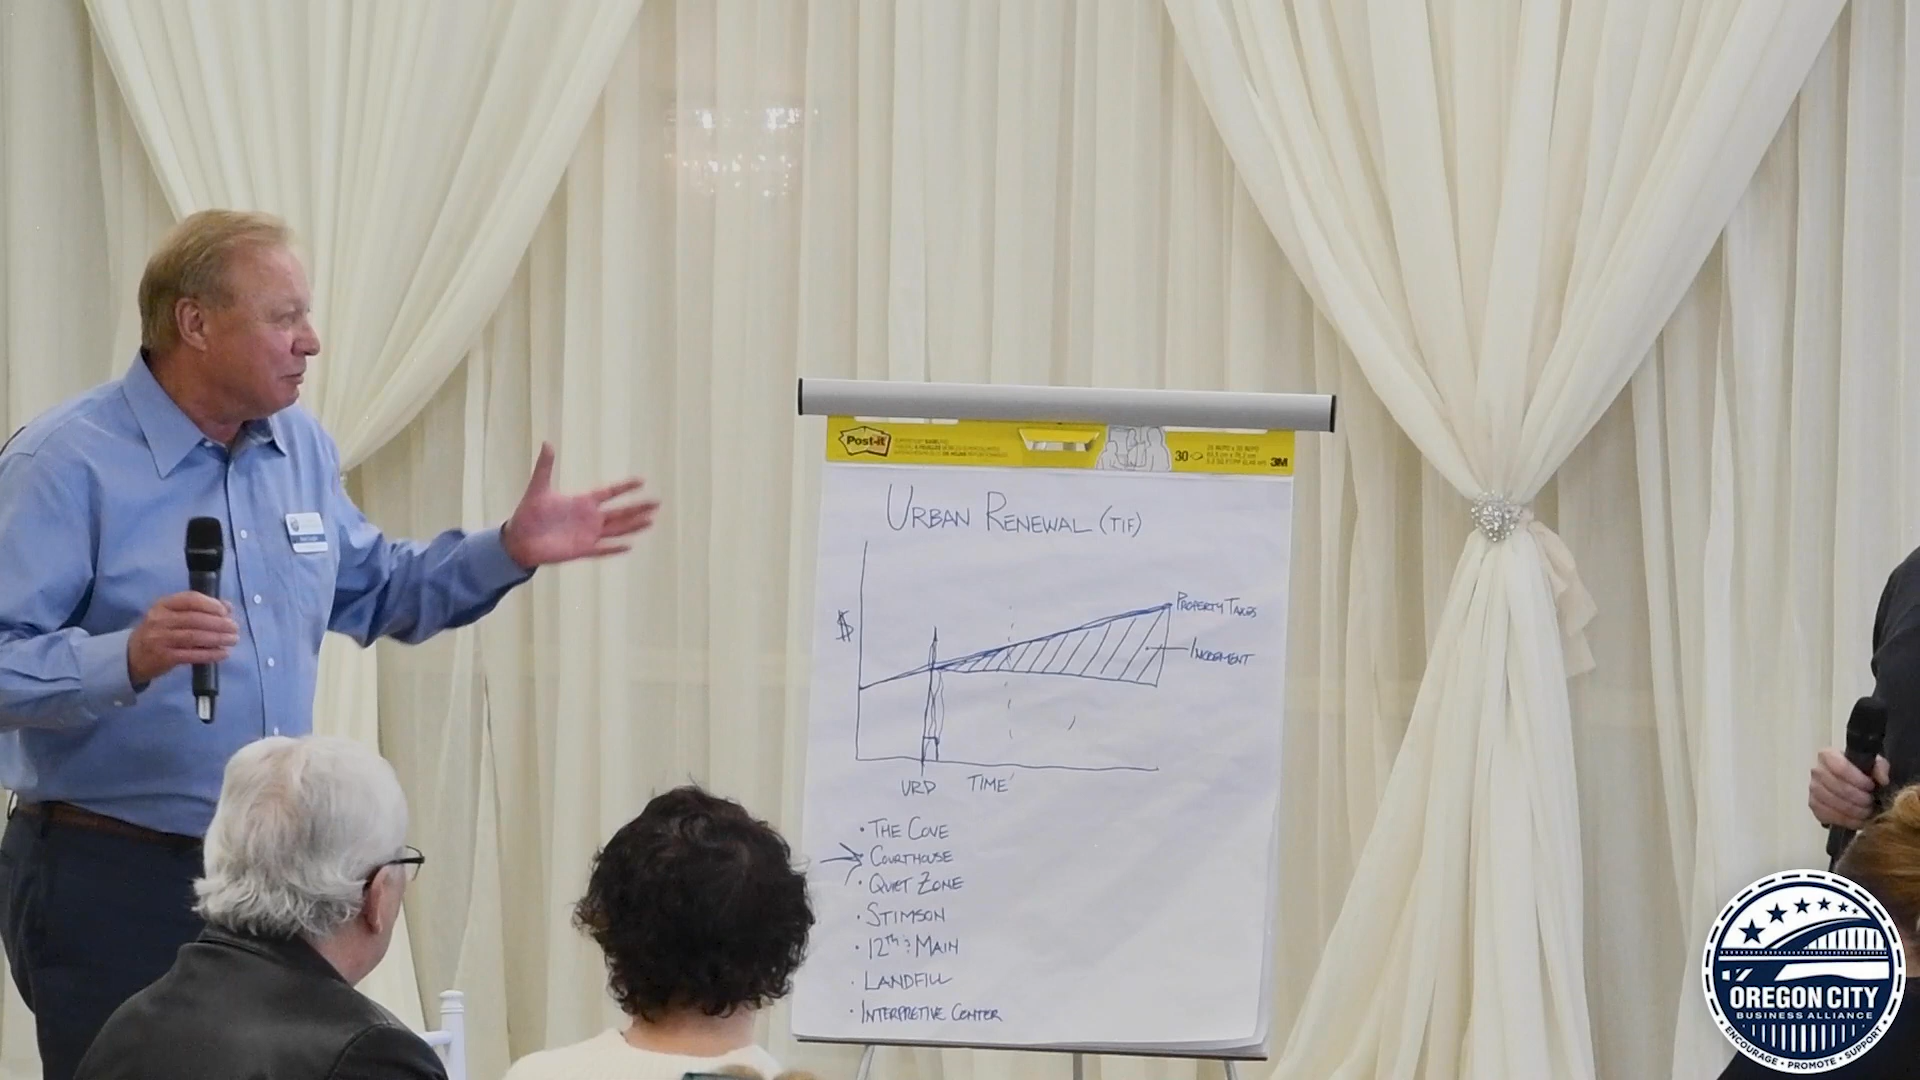 Post-it
30
3M
URBAN RENEWAL (TIF)
$
PROPERTY TAXES
INCREMENT
URD TIME
• THE COVE
COURTHOUSE
• QUIET ZONE
• STIMSON
• 12TH & MAIN
• LANDFILL
• INTERPRETIVE CENTER
OREGON CITY
BUSINESS ALLIANCE
ENCOURAGE • PROMOTE • SUPPORT